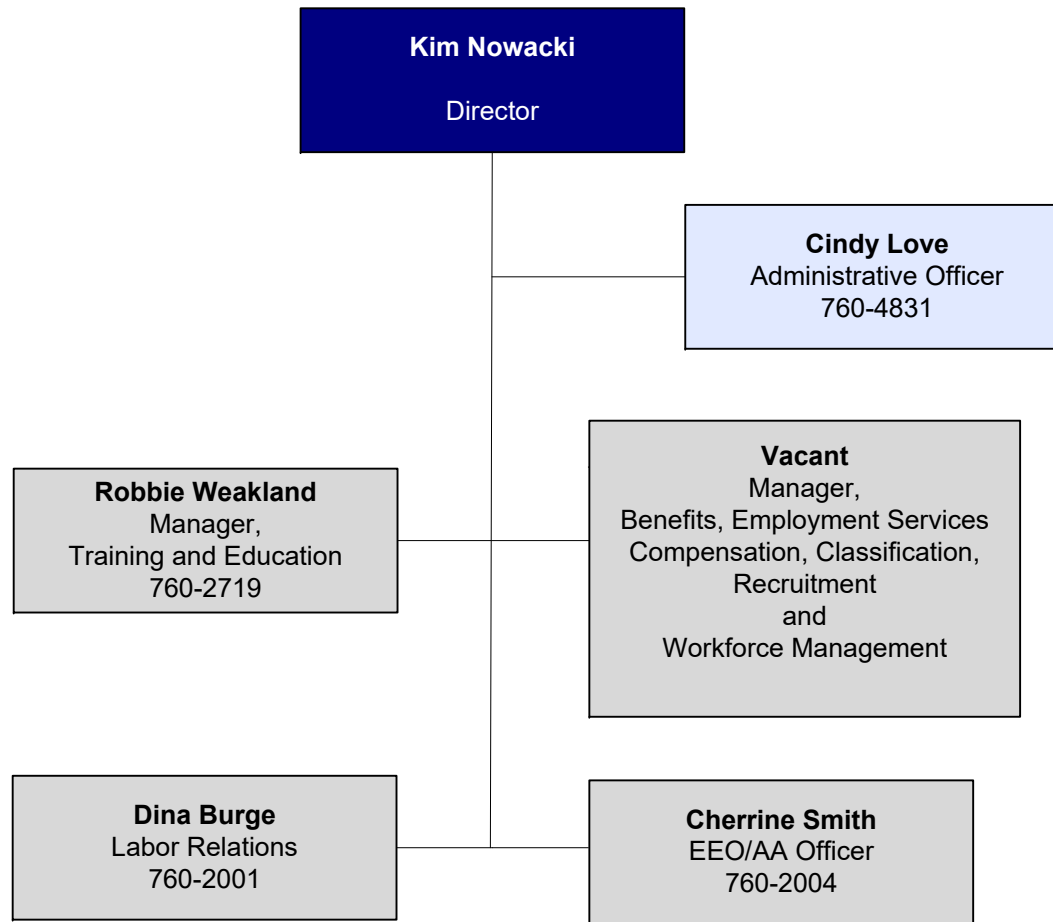 Kim Nowacki
Director
Cindy Love
Administrative Officer
760-4831
Robbie Weakland
Manager,
Training and Education
760-2719
Vacant
Manager,
Benefits, Employment Services
Compensation, Classification,
Recruitment
and
Workforce Management
Dina Burge
Labor Relations
760-2001
Cherrine Smith
EEO/AA Officer
760-2004